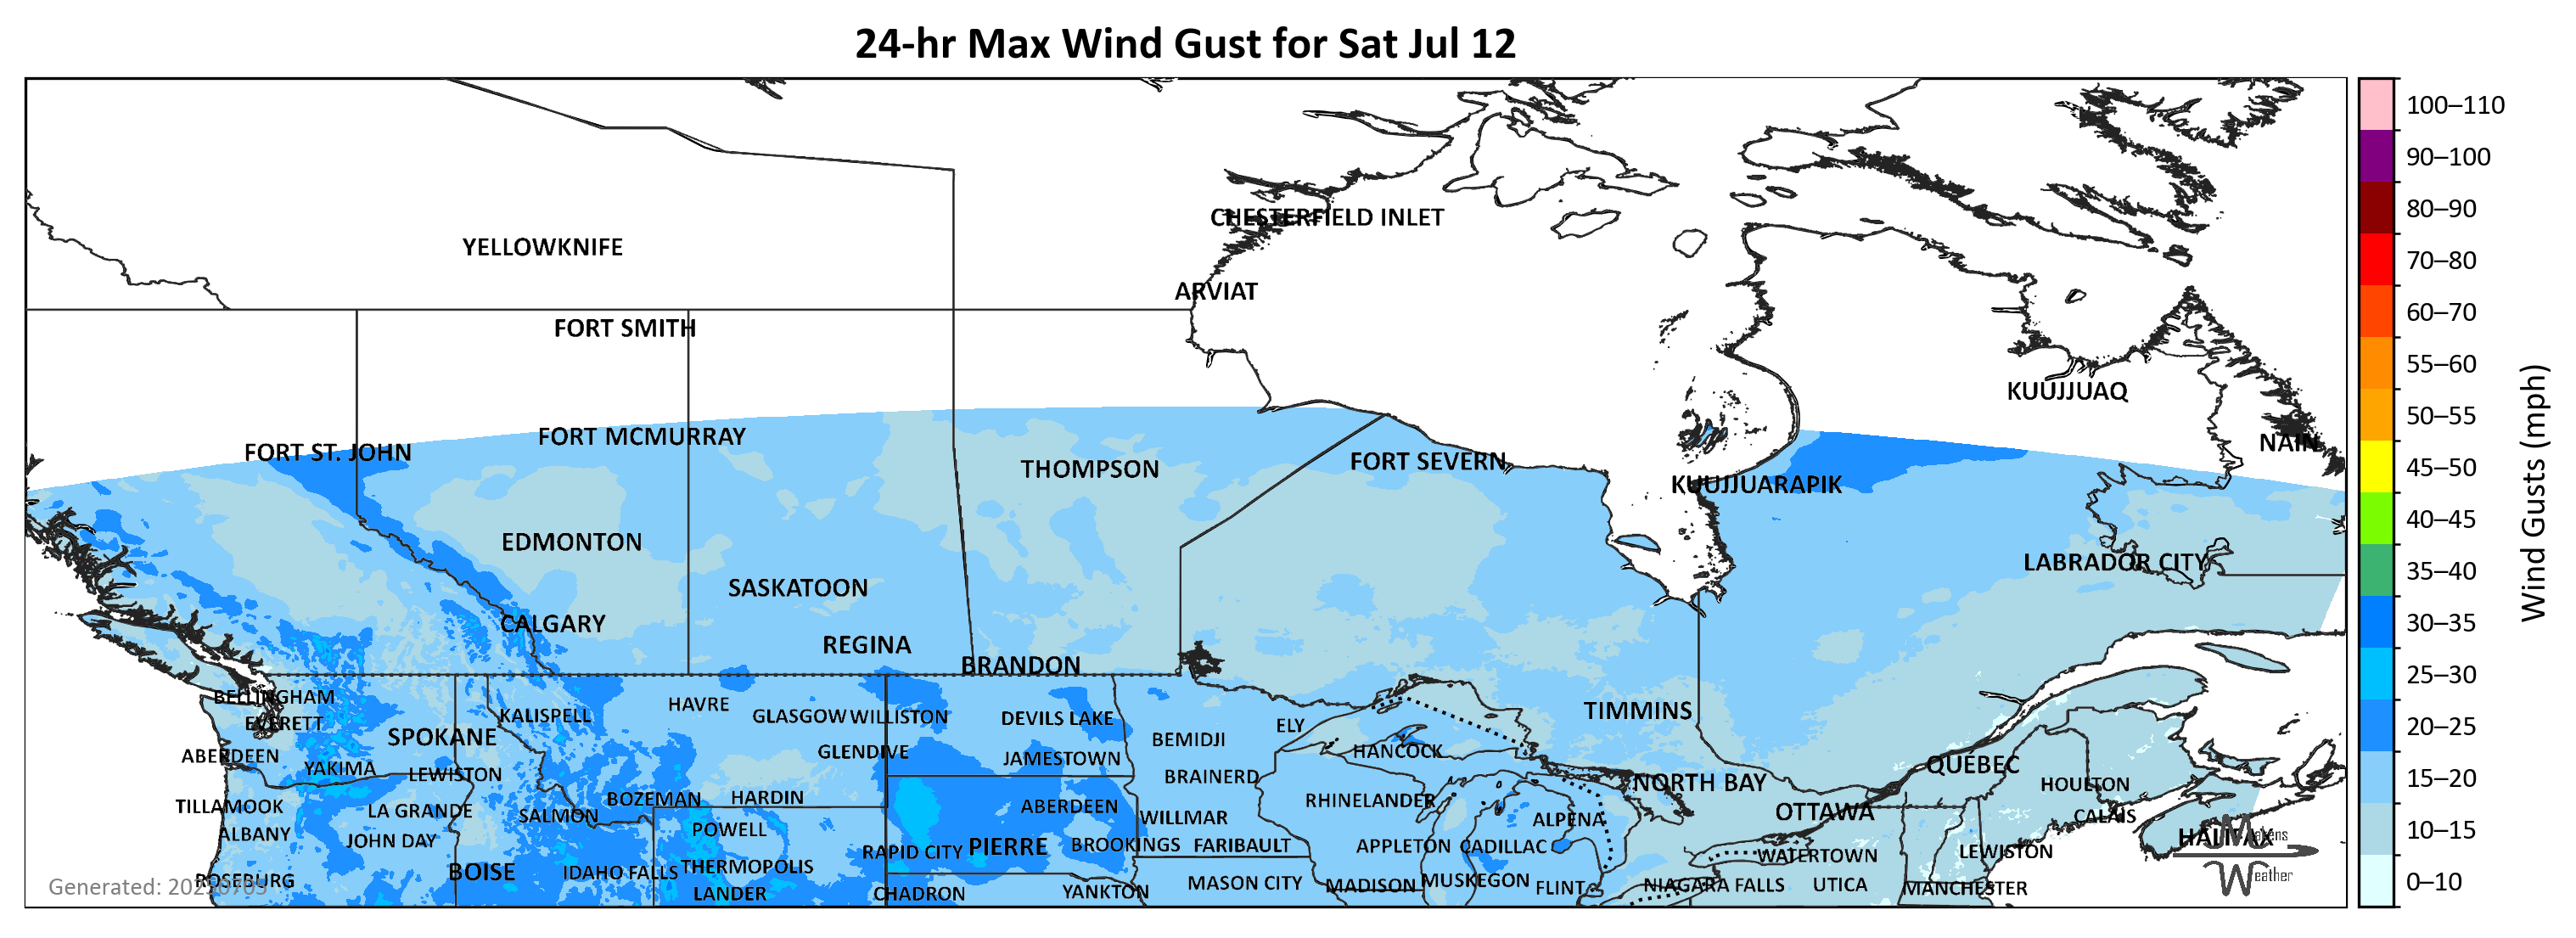 24-hr Max Wind Gust for Sat Jul 12
100–110
90–100
80–90
70–80
60–70
55–60
50–55
45–50
40–45
35–40
30–35
25–30
20–25
15–20
10–15
0–10
Wind Gusts (mph)
CHESTERFIELD INLET
YELLOWKNIFE
ARVIAT
FORT SMITH
KUUJJUAQ
FORT MCMURRAY
NAIN
FORT ST. JOHN
FORT SEVERN
THOMPSON
KUUJJUARAPIK
EDMONTON
LABRADOR CITY
SASKATOON
CALGARY
REGINA
BRANDON
BELLINGHAM
HAVRE
TIMMINS
KALISPELL
GLASGOW WILLISTON
DEVILS LAKE
EVERETT
ELY
SPOKANE
BEMIDJI
GLENDIVE
HANCOCK
ABERDEEN
JAMESTOWN
QUEBEC
YAKIMA
LEWISTON
BRAINERD
NORTH BAY
HOULTON
BOZEMAN
HARDIN
RHINELANDER
TILLAMOOK
ABERDEEN
LA GRANDE
OTTAWA
SALMON
CALAIS
WILLMAR
ALPENA
POWELL
ALBANY
HALIFAX
Makens
Weather
JOHN DAY
BROOKINGS
FARIBAULT
APPLETON
CADILLAC
PIERRE
RAPID CITY
LEWISTON
WATERTOWN
THERMOPOLIS
BOISE
IDAHO FALLS
ROSEBURG
MUSKEGON
MASON CITY
NIAGARA FALLS
UTICA
MADISON
FLINT
MANCHESTER
YANKTON
LANDER
CHADRON